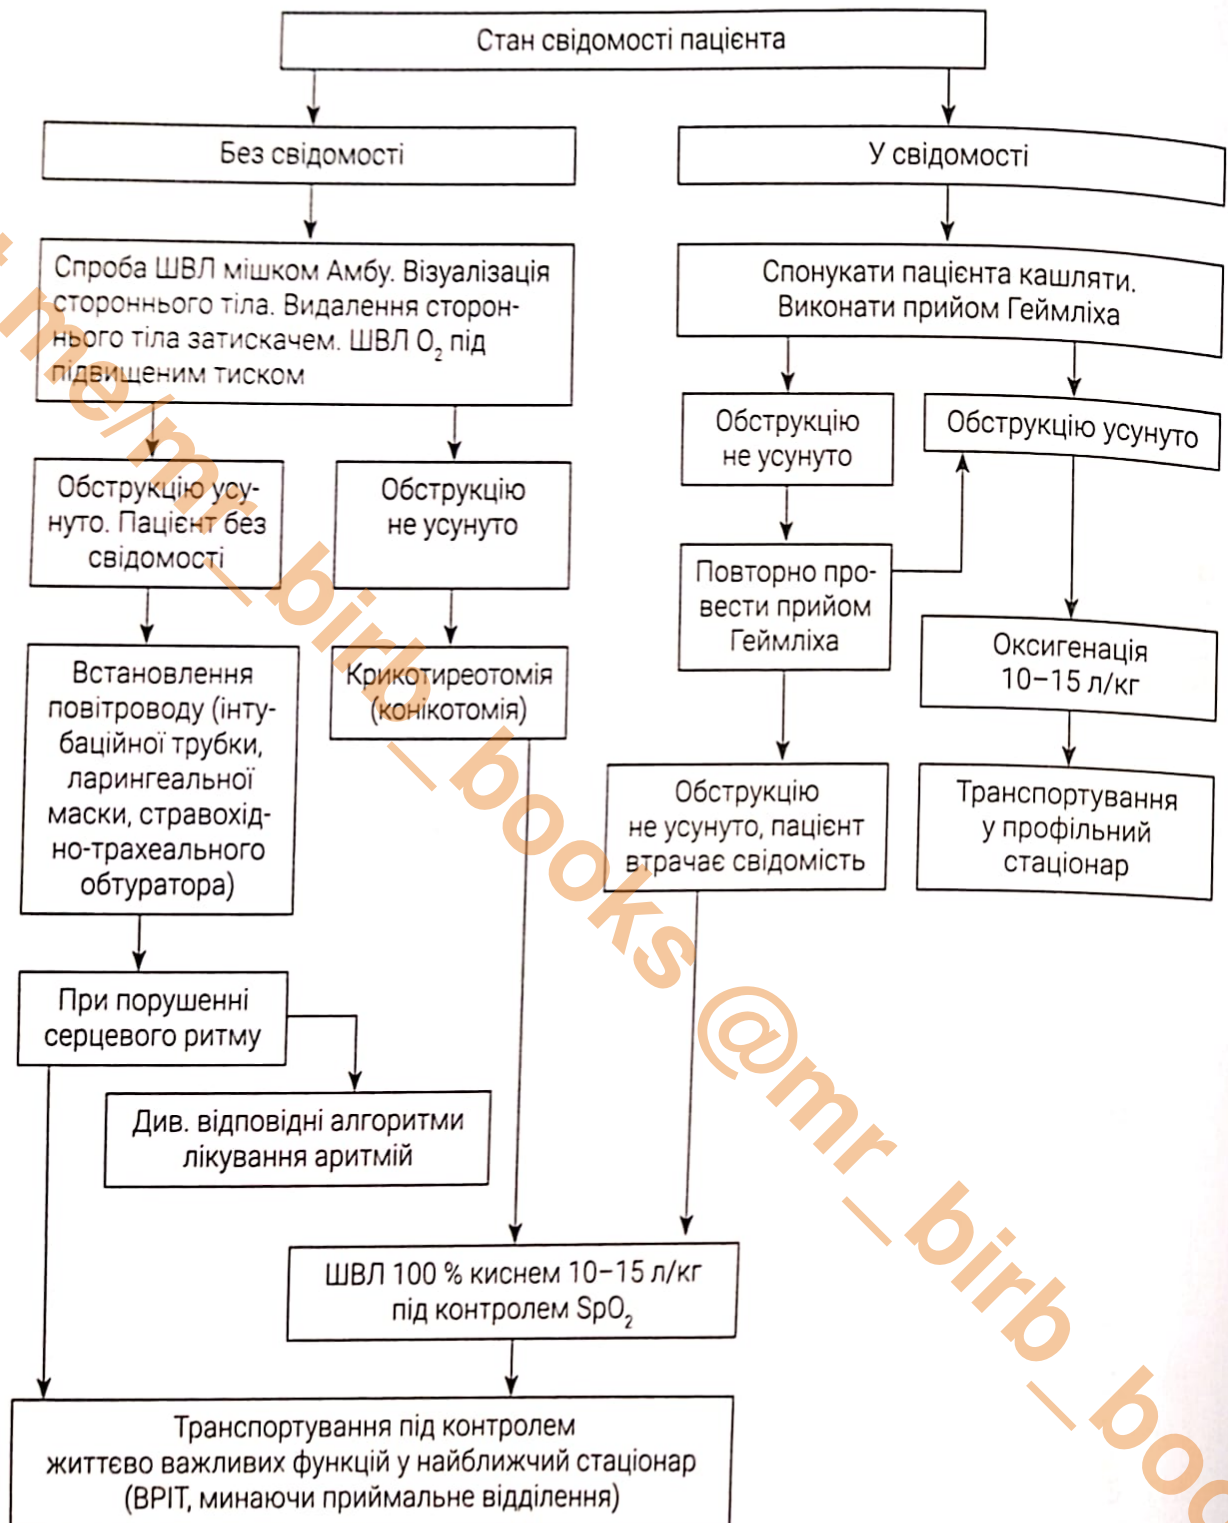 Стан свідомості пацієнта
Без свідомості
У свідомості
Спроба ШВЛ мішком Амбу. Візуалізація
стороннього тіла. Видалення сторон-
нього тіла затискачем. ШВЛ O₂ під
підвищеним тиском
Спонукати пацієнта кашляти.
Виконати прийом Геймліха
Обструкцію усу-
нуто. Пацієнт без
свідомості
Обструкцію
не усунуто
Обструкцію
не усунуто
Обструкцію усунуто
Повторно про-
вести прийом
Геймліха
Встановлення
повітроводу (інту-
баційної трубки,
ларингеальної
маски, стравохід-
но-трахеального
обтуратора)
Крикотиреотомія
(конікотомія)
Оксигенація
10–15 л/кг
Обструкцію
не усунуто, пацієнт
втрачає свідомість
Транспортування
у профільний
стаціонар
При порушенні
серцевого ритму
Див. відповідні алгоритми
лікування аритмій
ШВЛ 100 % киснем 10–15 л/кг
під контролем SpO₂
Транспортування під контролем
життєво важливих функцій у найближчий стаціонар
(ВРІТ, минаючи приймальне відділення)
t.me/mr_birb_books @mr_birb_boo